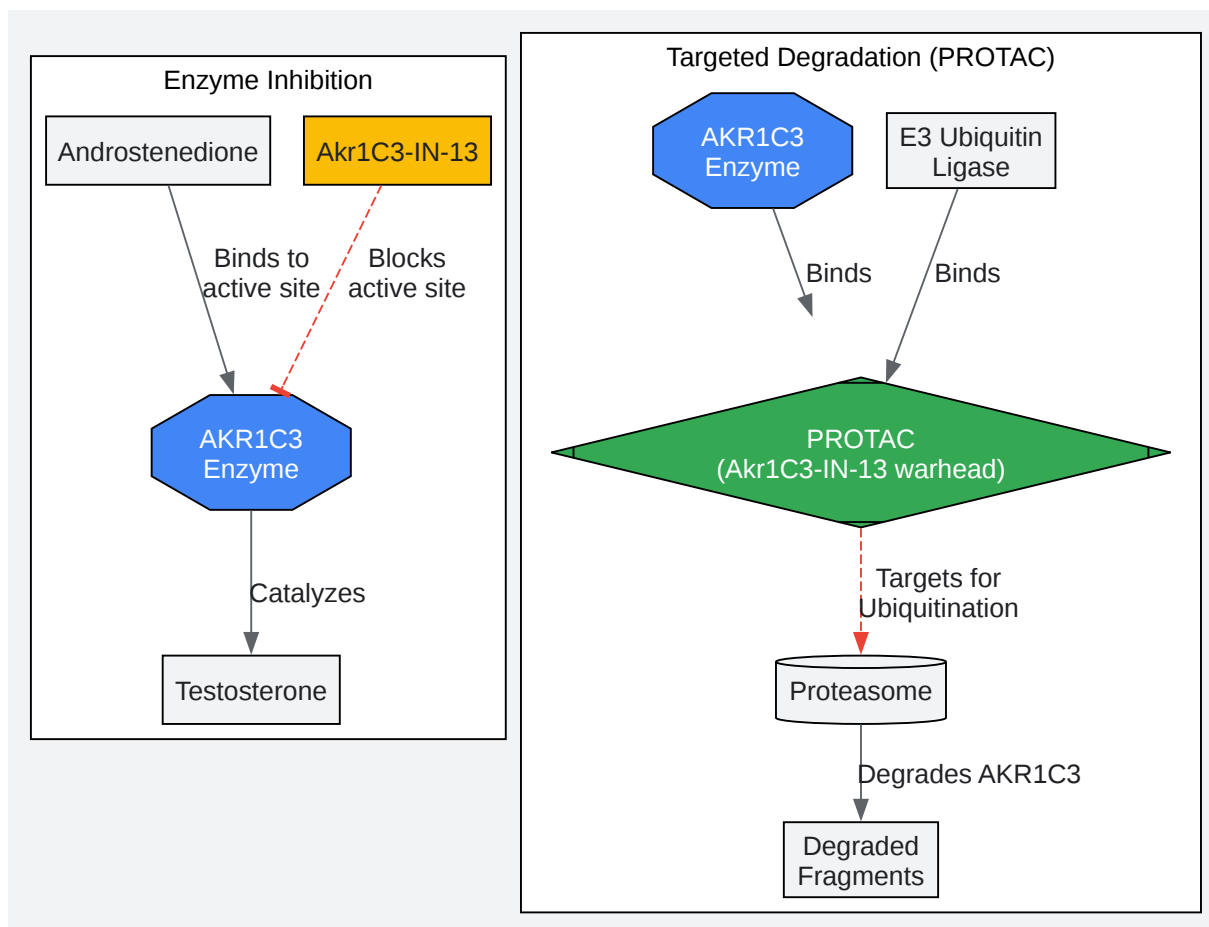 Enzyme Inhibition
Androstenedione
Akr1C3-IN-13
Binds to
active site
Blocks
active site
AKR1C3
Enzyme
Catalyzes
Testosterone
Targeted Degradation (PROTAC)
AKR1C3
Enzyme
E3 Ubiquitin
Ligase
Binds
Binds
PROTAC
(Akr1C3-IN-13 warhead)
Targets for
Ubiquitination
Proteasome
Degrades AKR1C3
Degraded
Fragments